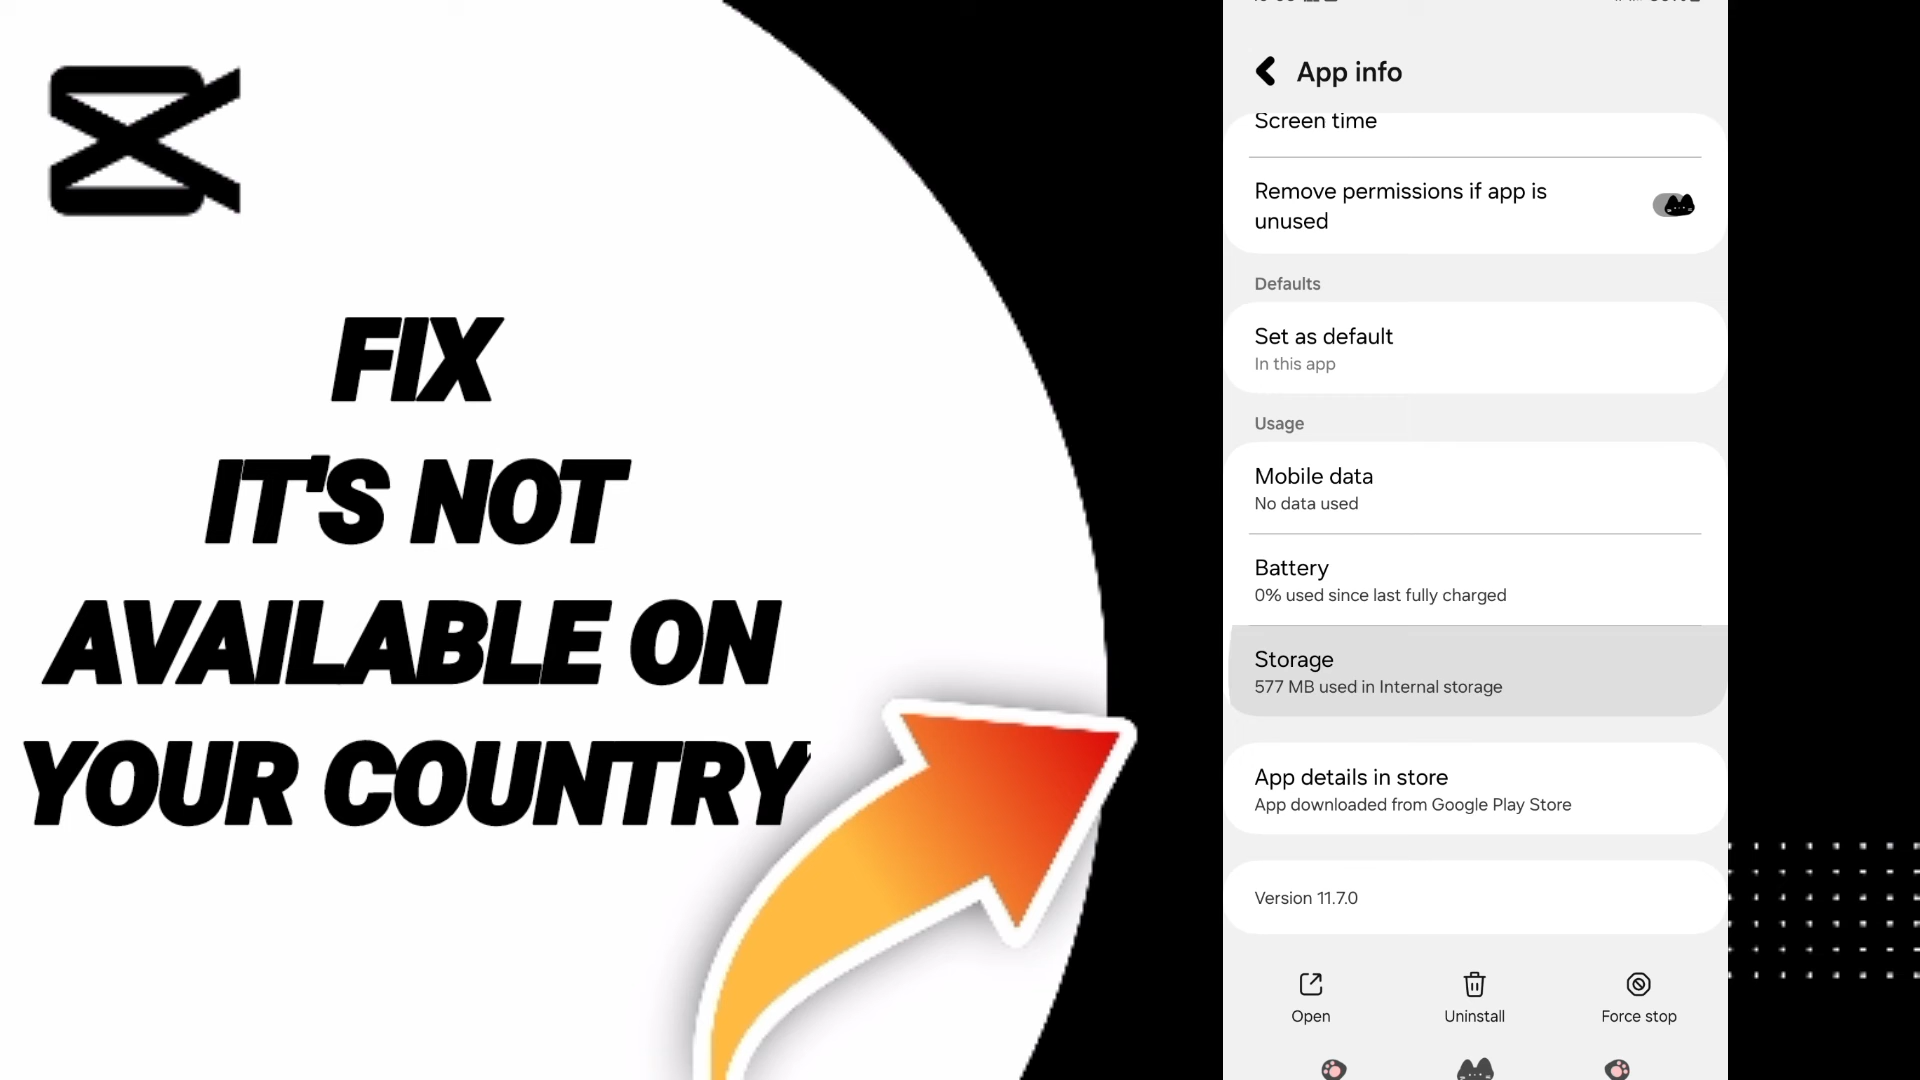 FIX
IT'S NOT
AVAILABLE ON
YOUR COUNTRY
App info
Screen time
Remove permissions if app is
unused
Defaults
Set as default
In this app
Usage
Mobile data
No data used
Battery
0% used since last fully charged
Storage
577 MB used in Internal storage
App details in store
App downloaded from Google Play Store
Version 11.7.0
Open
Uninstall
Force stop